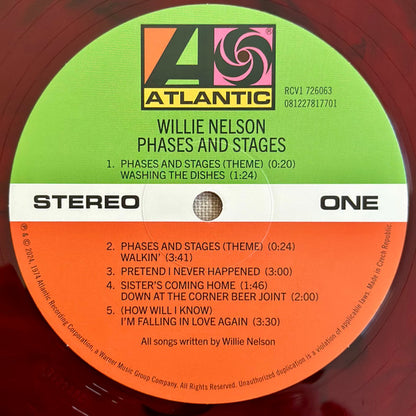 ATLANTIC
RCV1 726063
081227817701
WILLIE NELSON
PHASES AND STAGES
1. PHASES AND STAGES (THEME) (0:20)
WASHING THE DISHES (1:24)
STEREO ONE
2. PHASES AND STAGES (THEME) (0:24)
WALKIN' (3:41)
3. PRETEND I NEVER HAPPENED (3:00)
4. SISTER'S COMING HOME (1:46)
DOWN AT THE CORNER BEER JOINT (2:00)
5. (HOW WILL I KNOW)
I'M FALLING IN LOVE AGAIN (3:30)
All songs written by Willie Nelson
℗ & © 2024, 1974 Atlantic Recording Corporation. a Warner Music Group Company. All Rights Reserved. Unauthorized duplication is a violation of applicable laws. Made in Czech Republic.